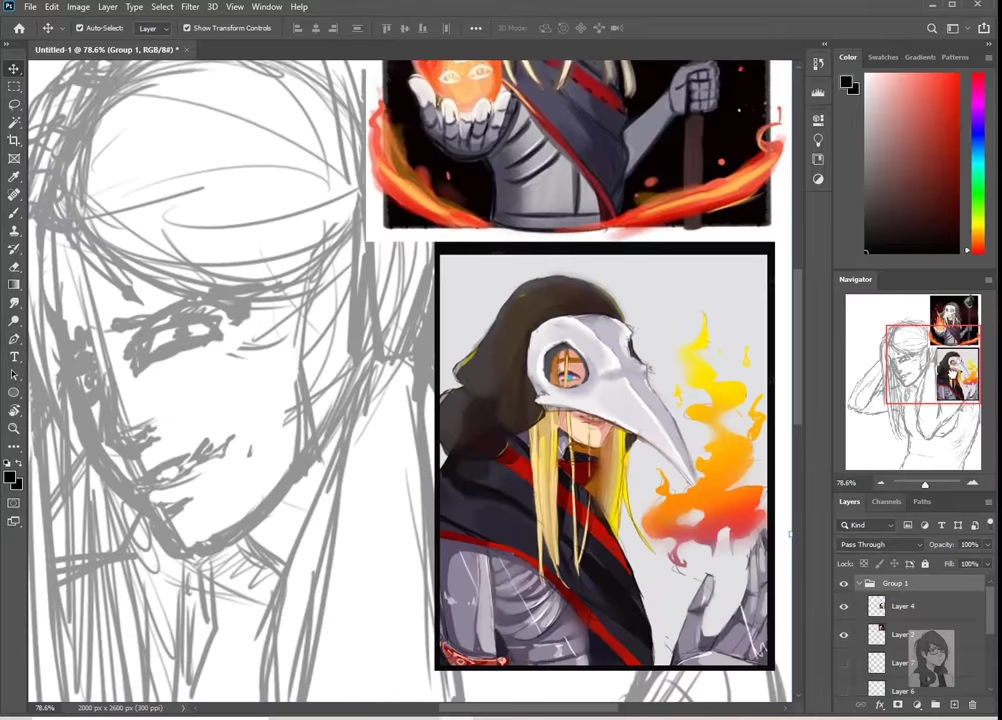 Ps File Edit Image Layer Type Select Filter 3D View Window Help
Auto-Select: Layer Show Transform Controls 3D Mode:
Untitled-1 @ 78.6% (Group 1, RGB/8#) * ×
Color Swatches Gradients Patterns
Navigator
78.6%
Layers Channels Paths
Kind
Pass Through Opacity: 100%
Lock: Fill: 100%
Group 1
Layer 4
Layer 2
Layer 7
Layer 6
fx
78.6% 2000 px x 2600 px (300 ppi)